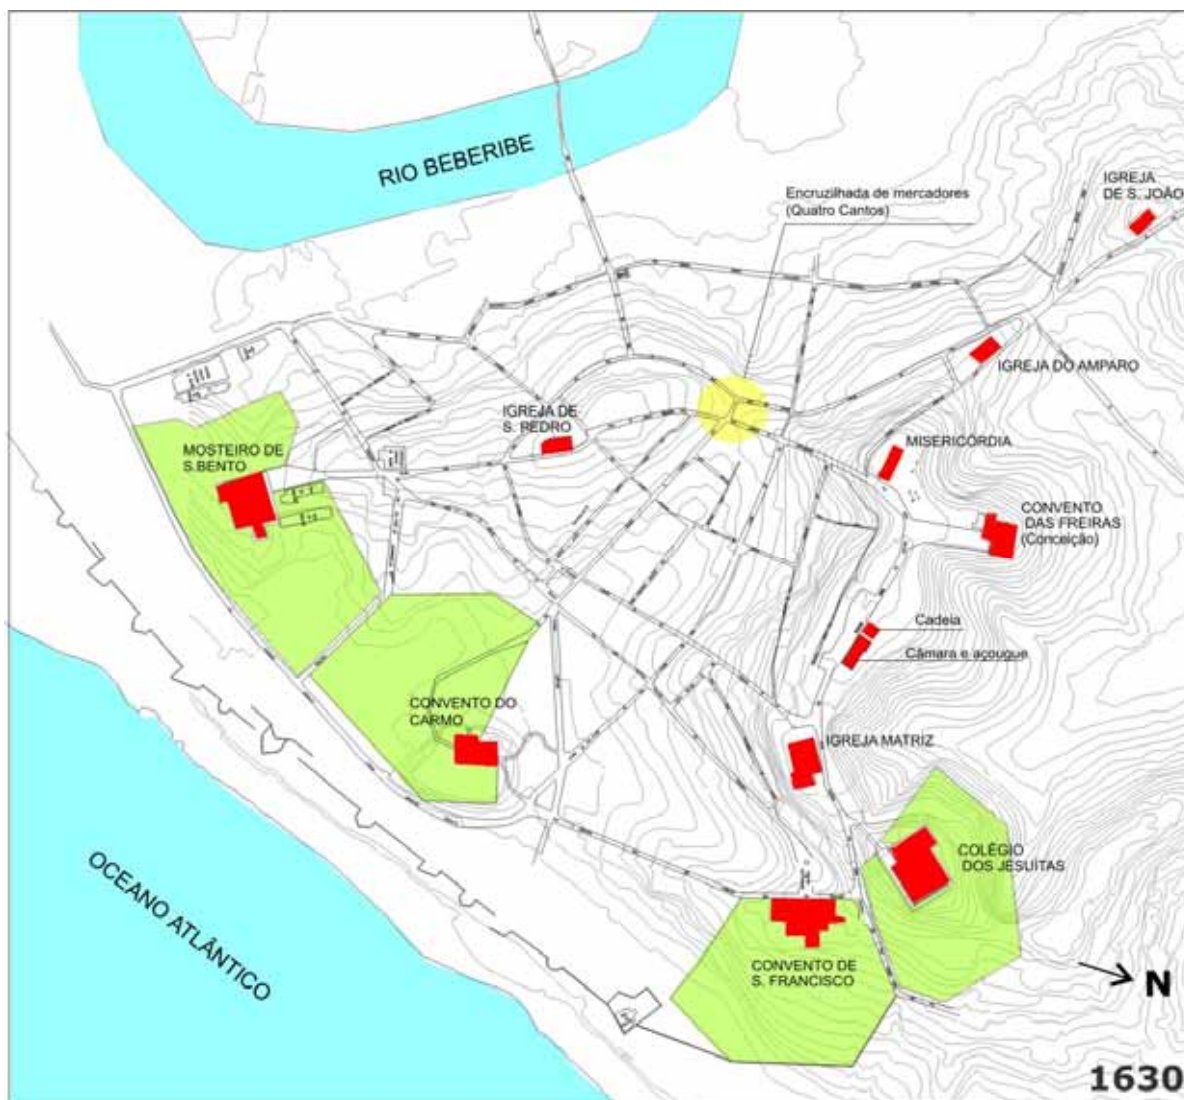 RIO BEBERIBE
Encruzilhada de mercadores
(Quatro Cantos)
IGREJA
DE S. JOÃO
IGREJA DO AMPARO
IGREJA DE
S. PEDRO
MISERICÓRDIA
MOSTEIRO DE
S.BENTO
CONVENTO
DAS FREIRAS
(Conceição)
Cadeia
Câmara e açougue
CONVENTO DO
CARMO
IGREJA MATRIZ
COLÉGIO
DOS JESUÍTAS
OCEANO ATLÂNTICO
CONVENTO DE
S. FRANCISCO
N
1630